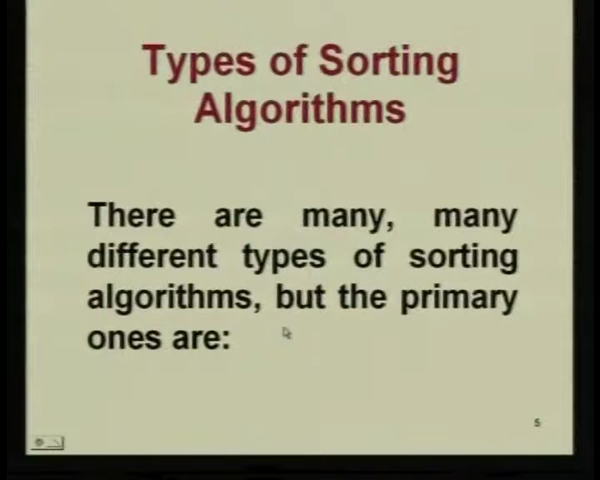 Types of Sorting
Algorithms
There are many, many
different types of sorting
algorithms, but the primary
ones are:
5